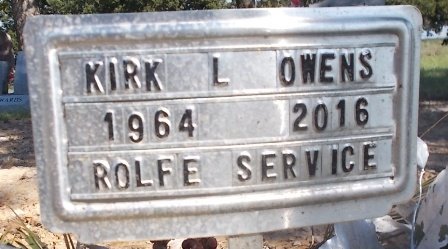 KIRK L OWENS
1964 2016
ROLFE SERVICE